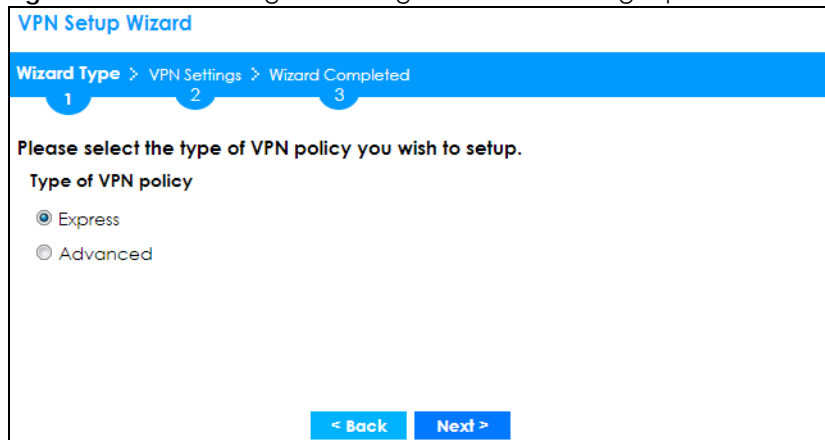 VPN Setup Wizard
Wizard Type > VPN Settings > Wizard Completed
1 2 3
Please select the type of VPN policy you wish to setup.
Type of VPN policy
Express
Advanced
< Back Next >